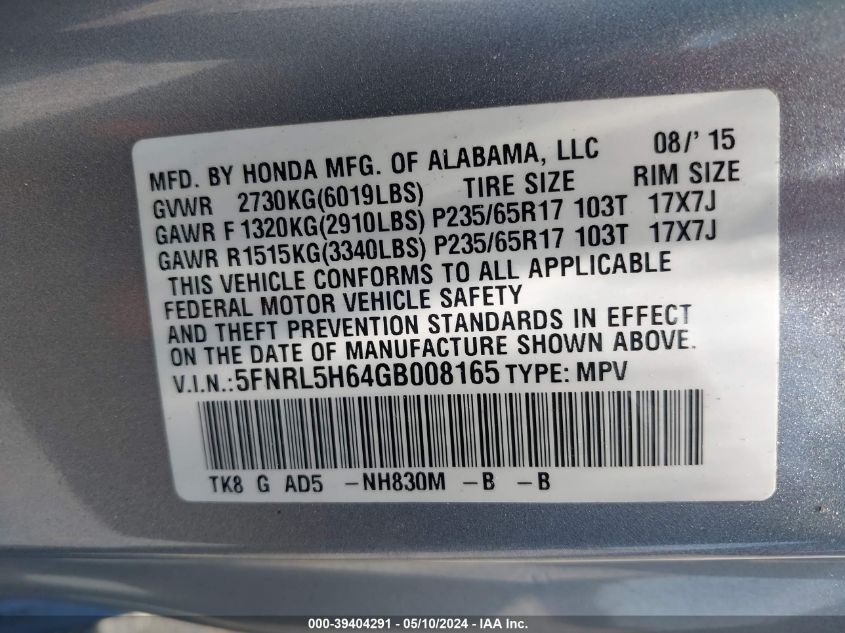 MFD. BY HONDA MFG. OF ALABAMA, LLC 08/' 15
GVWR 2730KG(6019LBS) TIRE SIZE RIM SIZE
GAWR F 1320KG(2910LBS) P235/65R17 103T 17X7J
GAWR R1515KG(3340LBS) P235/65R17 103T 17X7J
THIS VEHICLE CONFORMS TO ALL APPLICABLE
FEDERAL MOTOR VEHICLE SAFETY
AND THEFT PREVENTION STANDARDS IN EFFECT
ON THE DATE OF MANUFACTURE SHOWN ABOVE.
V.I.N.:5FNRL5H64GB008165 TYPE: MPV
TK8 G AD5 -NH830M -B -B
000-39404291 - 05/10/2024 - IAA Inc.